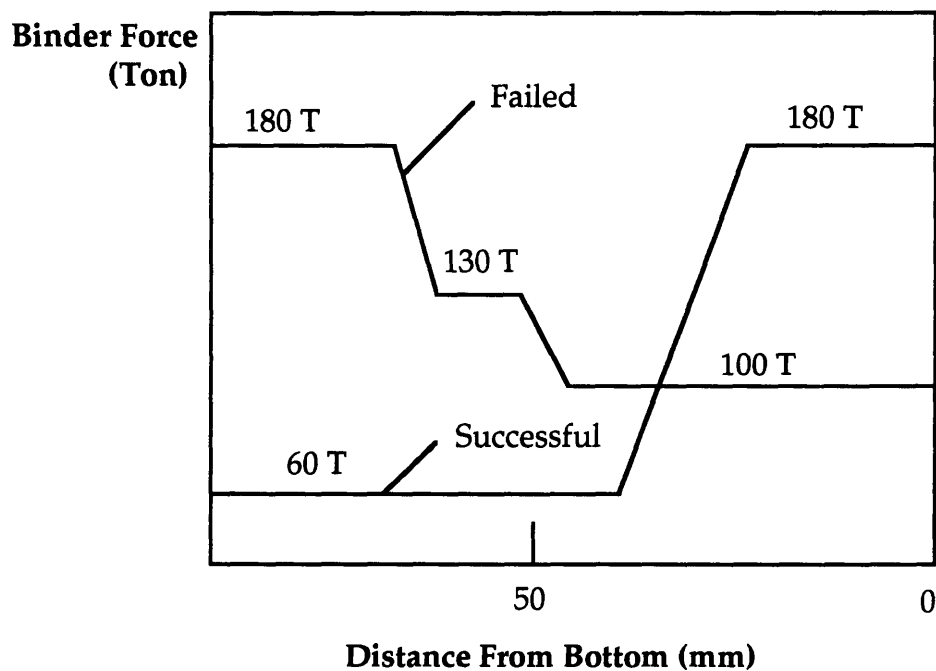 Binder Force
(Ton)
180 T
Failed
180 T
130 T
100 T
Successful
60 T
50
0
Distance From Bottom (mm)